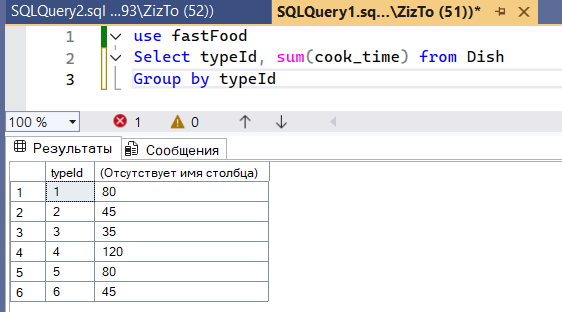 SQLQuery2.sql ...93\ZizTo (52))
SQLQuery1.sq...\ZizTo (51))*
1 use fastFood
2 Select typeId, sum(cook_time) from Dish
3 Group by typeId
100 % 1 0
Результаты Сообщения
typeId (Отсутствует имя столбца)
1 1 80
2 2 45
3 3 35
4 4 120
5 5 80
6 6 45